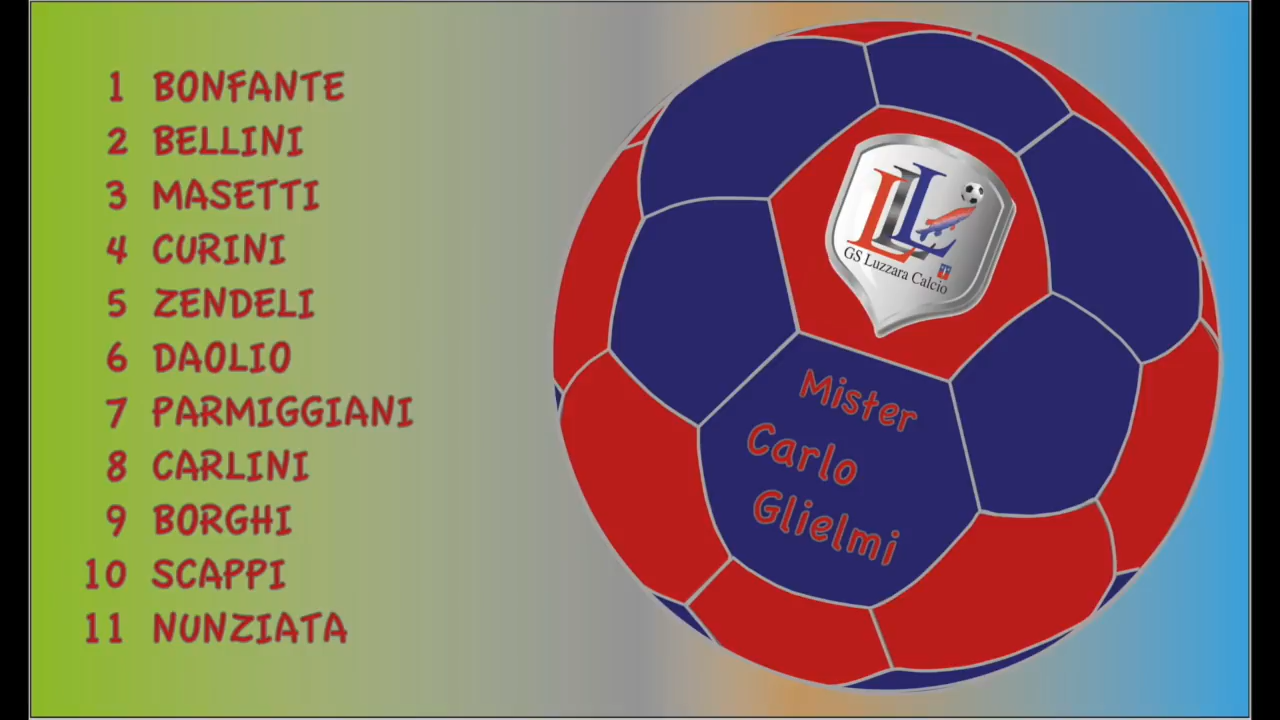 1 BONFANTE
2 BELLINI
3 MASETTI
4 CURINI
5 ZENDELI
6 DAOLIO
7 PARMIGGIANI
8 CARLINI
9 BORGHI
10 SCAPPI
11 NUNZIATA
LLL
GS Luzzara Calcio
Mister
Carlo
Glielmi